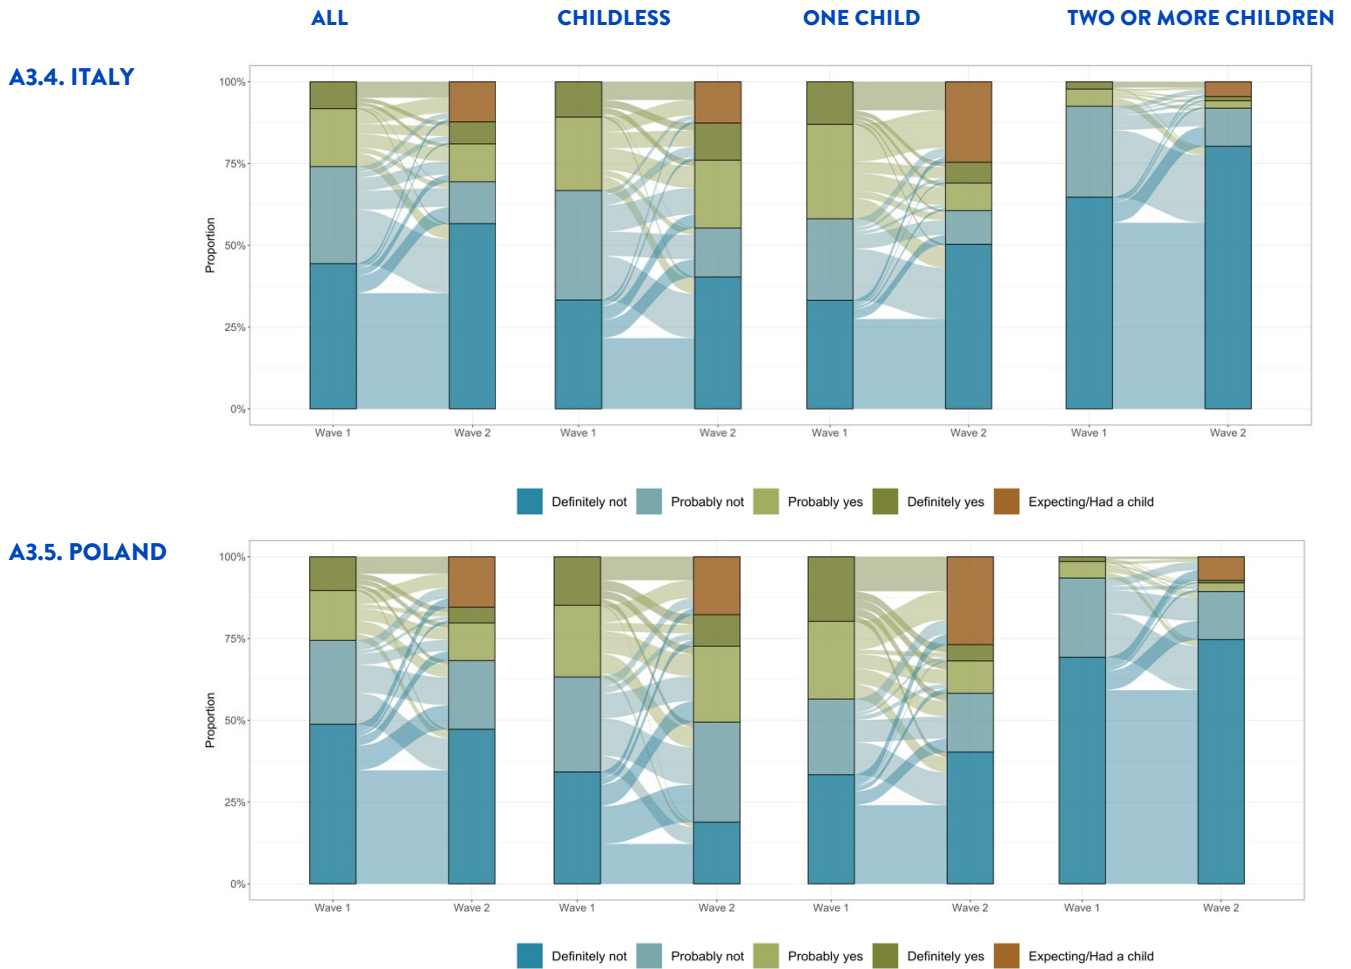 ALL CHILDLESS ONE CHILD TWO OR MORE CHILDREN
A3.4. ITALY
100%
75%
50%
25%
0%
Proportion
Wave 1 Wave 2 Wave 1 Wave 2 Wave 1 Wave 2 Wave 1 Wave 2
Definitely not Probably not Probably yes Definitely yes Expecting/Had a child
A3.5. POLAND
100%
75%
50%
25%
0%
Proportion
Wave 1 Wave 2 Wave 1 Wave 2 Wave 1 Wave 2 Wave 1 Wave 2
Definitely not Probably not Probably yes Definitely yes Expecting/Had a child